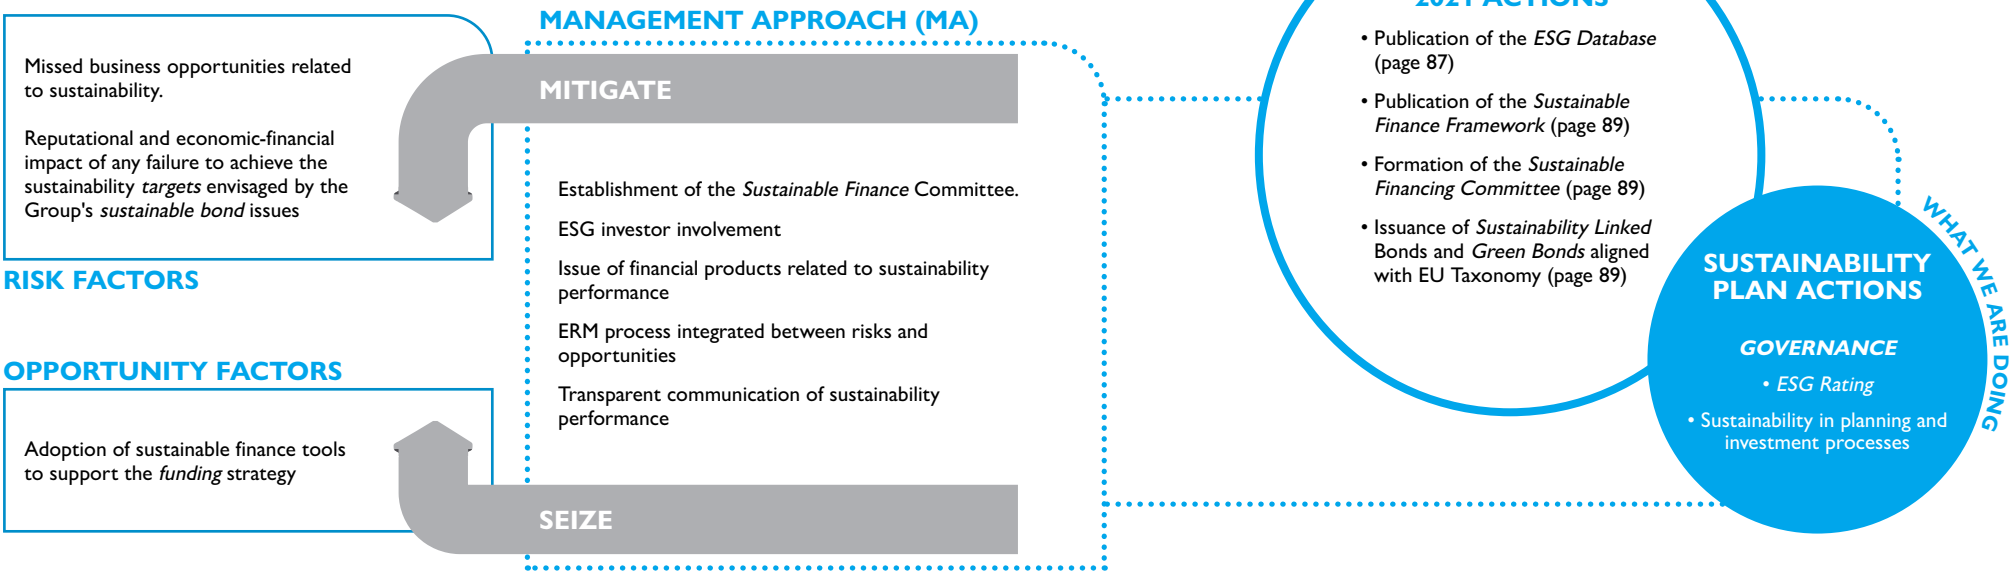 Missed business opportunities related
to sustainability.
Reputational and economic-financial
impact of any failure to achieve the
sustainability targets envisaged by the
Group's sustainable bond issues
RISK FACTORS
OPPORTUNITY FACTORS
Adoption of sustainable finance tools
to support the funding strategy
MANAGEMENT APPROACH (MA)
MITIGATE
Establishment of the Sustainable Finance Committee.
ESG investor involvement
Issue of financial products related to sustainability
performance
ERM process integrated between risks and
opportunities
Transparent communication of sustainability
performance
SEIZE
2021 ACTIONS
• Publication of the ESG Database
(page 87)
• Publication of the Sustainable
Finance Framework (page 89)
• Formation of the Sustainable
Financing Committee (page 89)
• Issuance of Sustainability Linked
Bonds and Green Bonds aligned
with EU Taxonomy (page 89)
WHAT WE ARE DOING
SUSTAINABILITY
PLAN ACTIONS
GOVERNANCE
• ESG Rating
• Sustainability in planning and
investment processes